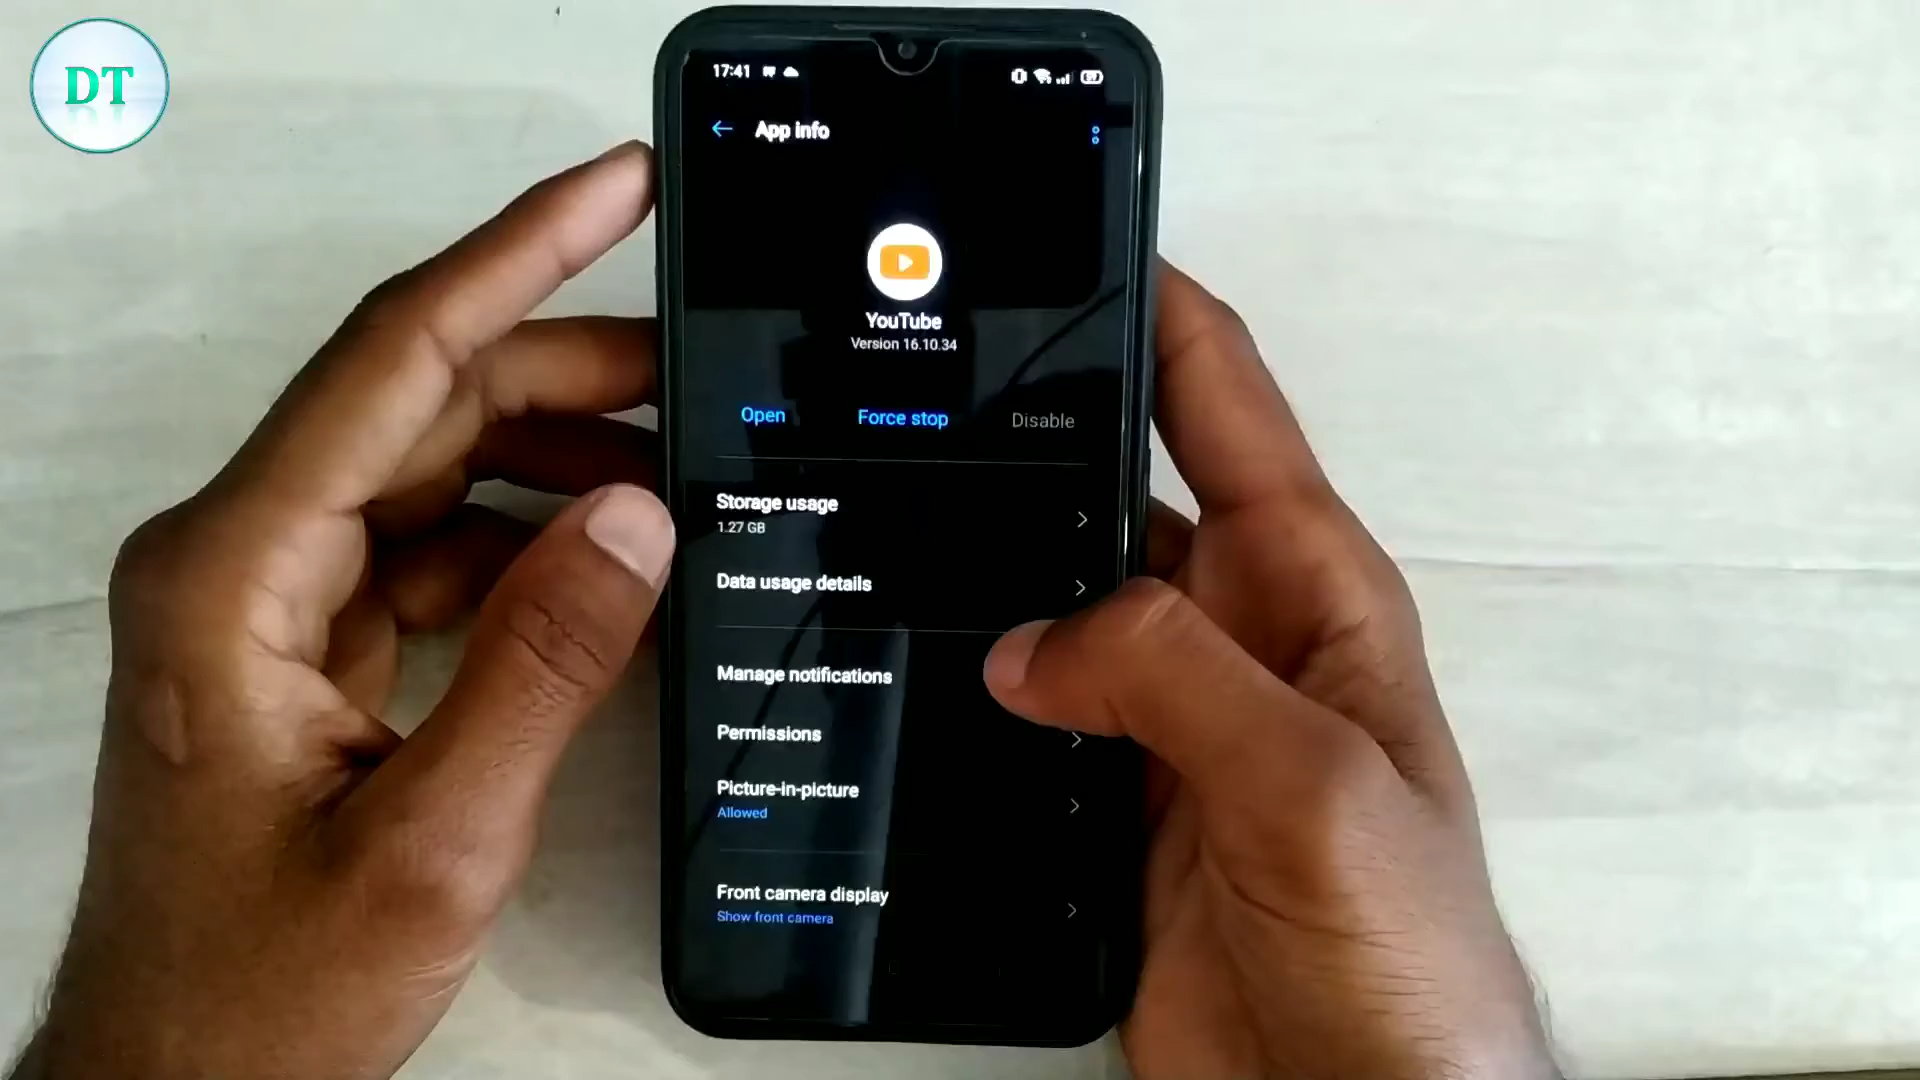 DT
17:41
App info
YouTube
Version 16.10.34
Open
Force stop
Disable
Storage usage
1.27 GB
Data usage details
Manage notifications
Permissions
Picture-in-picture
Allowed
Front camera display
Show front camera